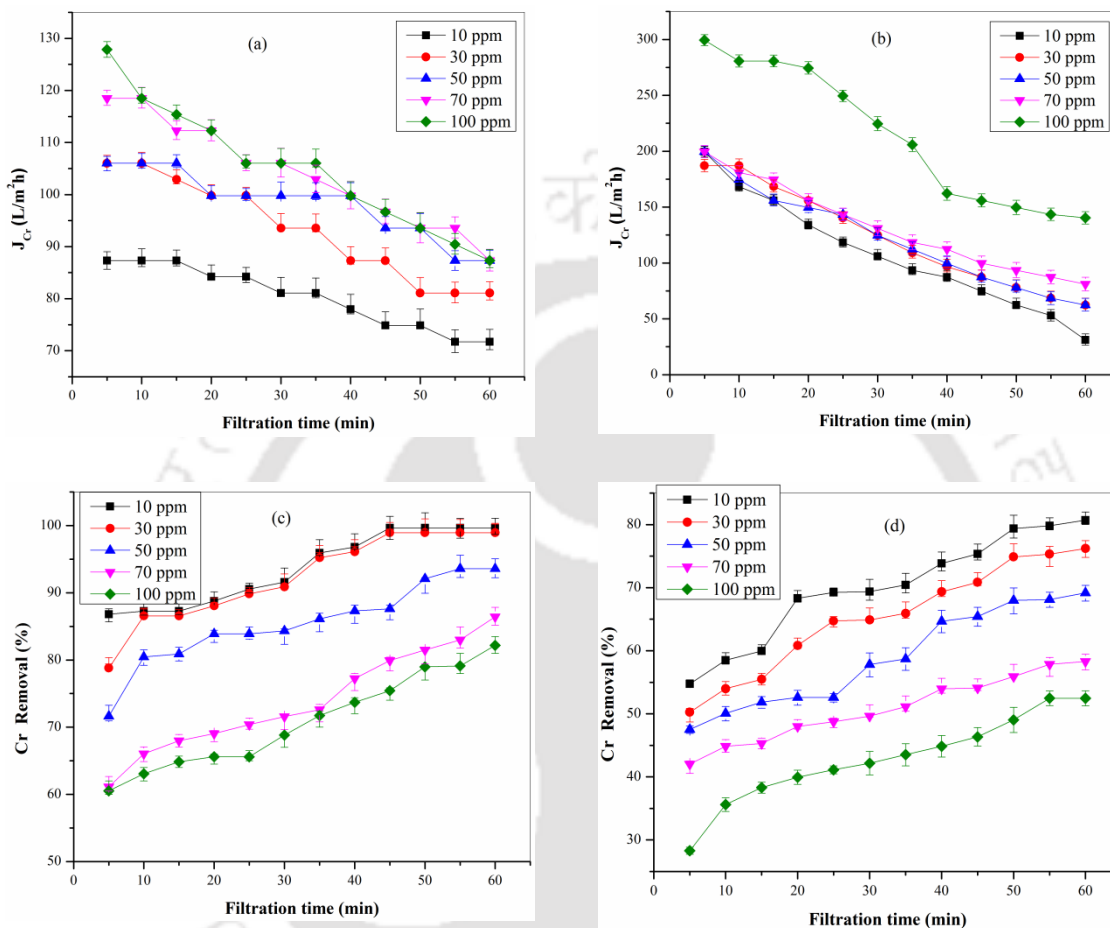 (a)
10 ppm
30 ppm
50 ppm
70 ppm
100 ppm
130
120
110
100
90
80
70
J_Cr (L/m²h)
0 10 20 30 40 50 60
Filtration time (min)
(b)
10 ppm
30 ppm
50 ppm
70 ppm
100 ppm
300
250
200
150
100
50
0
J_Cr (L/m²h)
0 10 20 30 40 50 60
Filtration time (min)
(c)
10 ppm
30 ppm
50 ppm
70 ppm
100 ppm
100
90
80
70
60
50
Cr Removal (%)
0 10 20 30 40 50 60
Filtration time (min)
(d)
10 ppm
30 ppm
50 ppm
70 ppm
100 ppm
80
70
60
50
40
30
Cr Removal (%)
0 10 20 30 40 50 60
Filtration time (min)